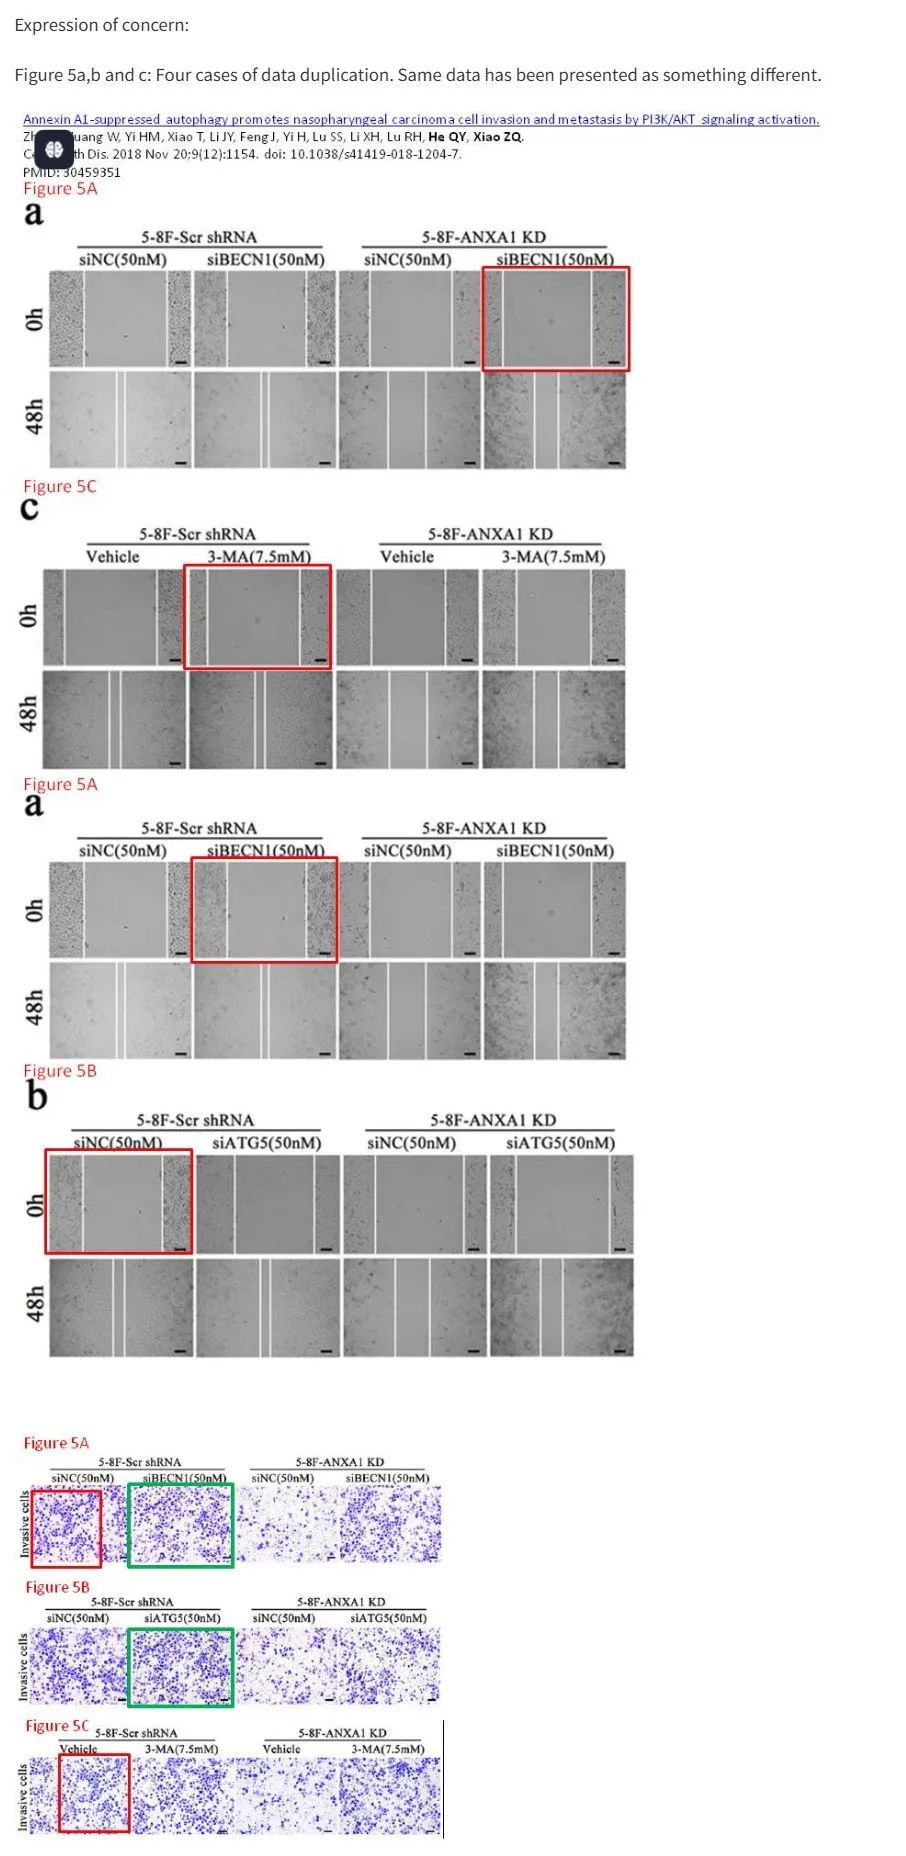 Expression of concern:
Figure 5a,b and c: Four cases of data duplication. Same data has been presented as something different.
Annexin A1-suppressed autophagy promotes nasopharyngeal carcinoma cell invasion and metastasis by PI3K/AKT signaling activation.
W, Yi HM, Xiao T, Li JY, Feng J, Yi H, Lu SS, Li XH, Lu RH, He QY, Xiao ZQ.
Dis. 2018 Nov 20;9(12):1154. doi: 10.1038/s41419-018-1204-7.
PMID: 30459351
Figure 5A
a
5-8F-Scr shRNA 5-8F-ANXA1 KD
siNC(50nM) siBECN1(50nM) siNC(50nM) siBECN1(50nM)
0h
48h
Figure 5C
c
5-8F-Scr shRNA 5-8F-ANXA1 KD
Vehicle 3-MA(7.5mM) Vehicle 3-MA(7.5mM)
0h
48h
Figure 5A
a
5-8F-Scr shRNA 5-8F-ANXA1 KD
siNC(50nM) siBECN1(50nM) siNC(50nM) siBECN1(50nM)
0h
48h
Figure 5B
b
5-8F-Scr shRNA 5-8F-ANXA1 KD
siNC(50nM) siATG5(50nM) siNC(50nM) siATG5(50nM)
0h
48h
Figure 5A
5-8F-Scr shRNA 5-8F-ANXA1 KD
siNC(50nM) siBECN1(50nM) siNC(50nM) siBECN1(50nM)
Invasive cells
Figure 5B
5-8F-Scr shRNA 5-8F-ANXA1 KD
siNC(50nM) siATG5(50nM) siNC(50nM) siATG5(50nM)
Invasive cells
Figure 5C
5-8F-Scr shRNA 5-8F-ANXA1 KD
Vehicle 3-MA(7.5mM) Vehicle 3-MA(7.5mM)
Invasive cells